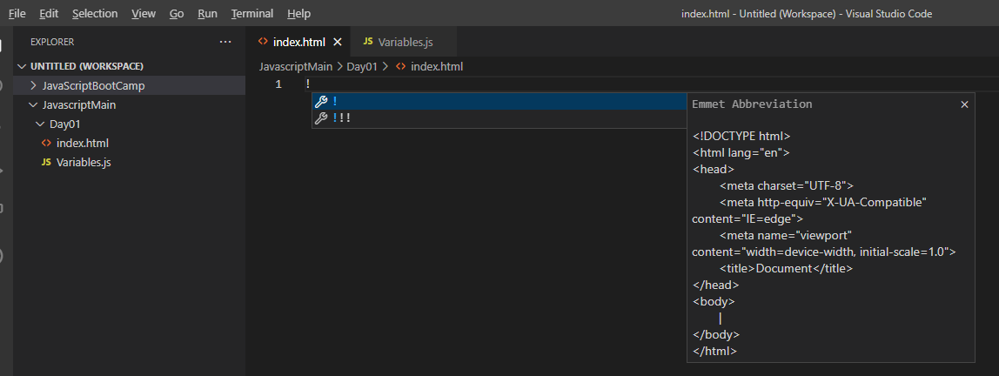 File Edit Selection View Go Run Terminal Help index.html - Untitled (Workspace) - Visual Studio Code
EXPLORER ···
UNTITLED (WORKSPACE)
JavaScriptBootCamp
JavascriptMain
Day01
<> index.html
JS Variables.js
<> index.html × JS Variables.js
JavascriptMain > Day01 > <> index.html
1 !
!
!!!
Emmet Abbreviation ×
<!DOCTYPE html>
<html lang="en">
<head>
<meta charset="UTF-8">
<meta http-equiv="X-UA-Compatible"
content="IE=edge">
<meta name="viewport"
content="width=device-width, initial-scale=1.0">
<title>Document</title>
</head>
<body>
|
</body>
</html>